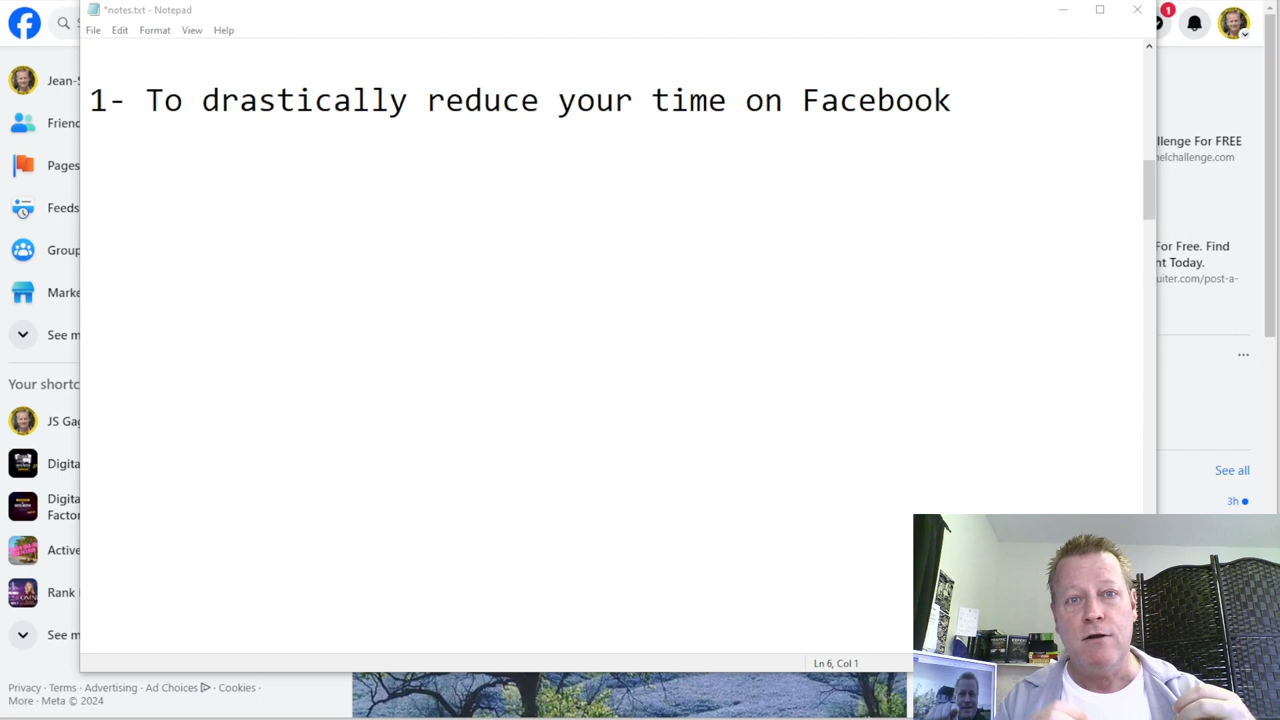 *notes.txt - Notepad
File Edit Format View Help
1- To drastically reduce your time on Facebook
Ln 6, Col 1
Jean-S
Friend
Pages
Feeds
Group
Marke
See m
Your shortc
JS Gag
Digita
Digita
Factor
Active
Rank
See m
Privacy · Terms · Advertising · Ad Choices · Cookies ·
More · Meta © 2024
1
llenge For FREE
nelchallenge.com
For Free. Find
nt Today.
uiter.com/post-a-
See all
3h